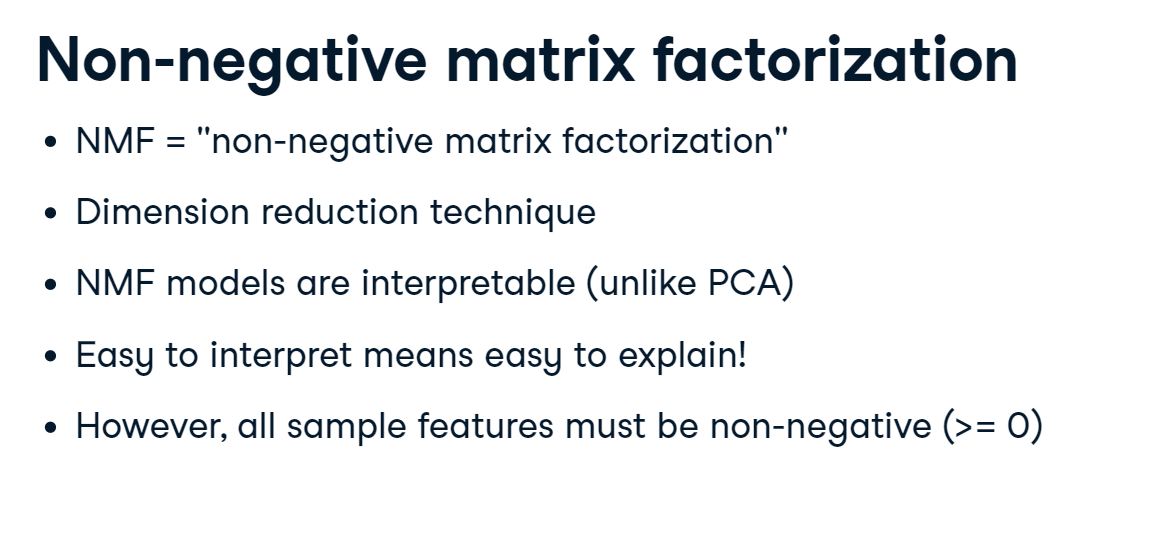 Non-negative matrix factorization
• NMF = "non-negative matrix factorization"
• Dimension reduction technique
• NMF models are interpretable (unlike PCA)
• Easy to interpret means easy to explain!
• However, all sample features must be non-negative (>= 0)